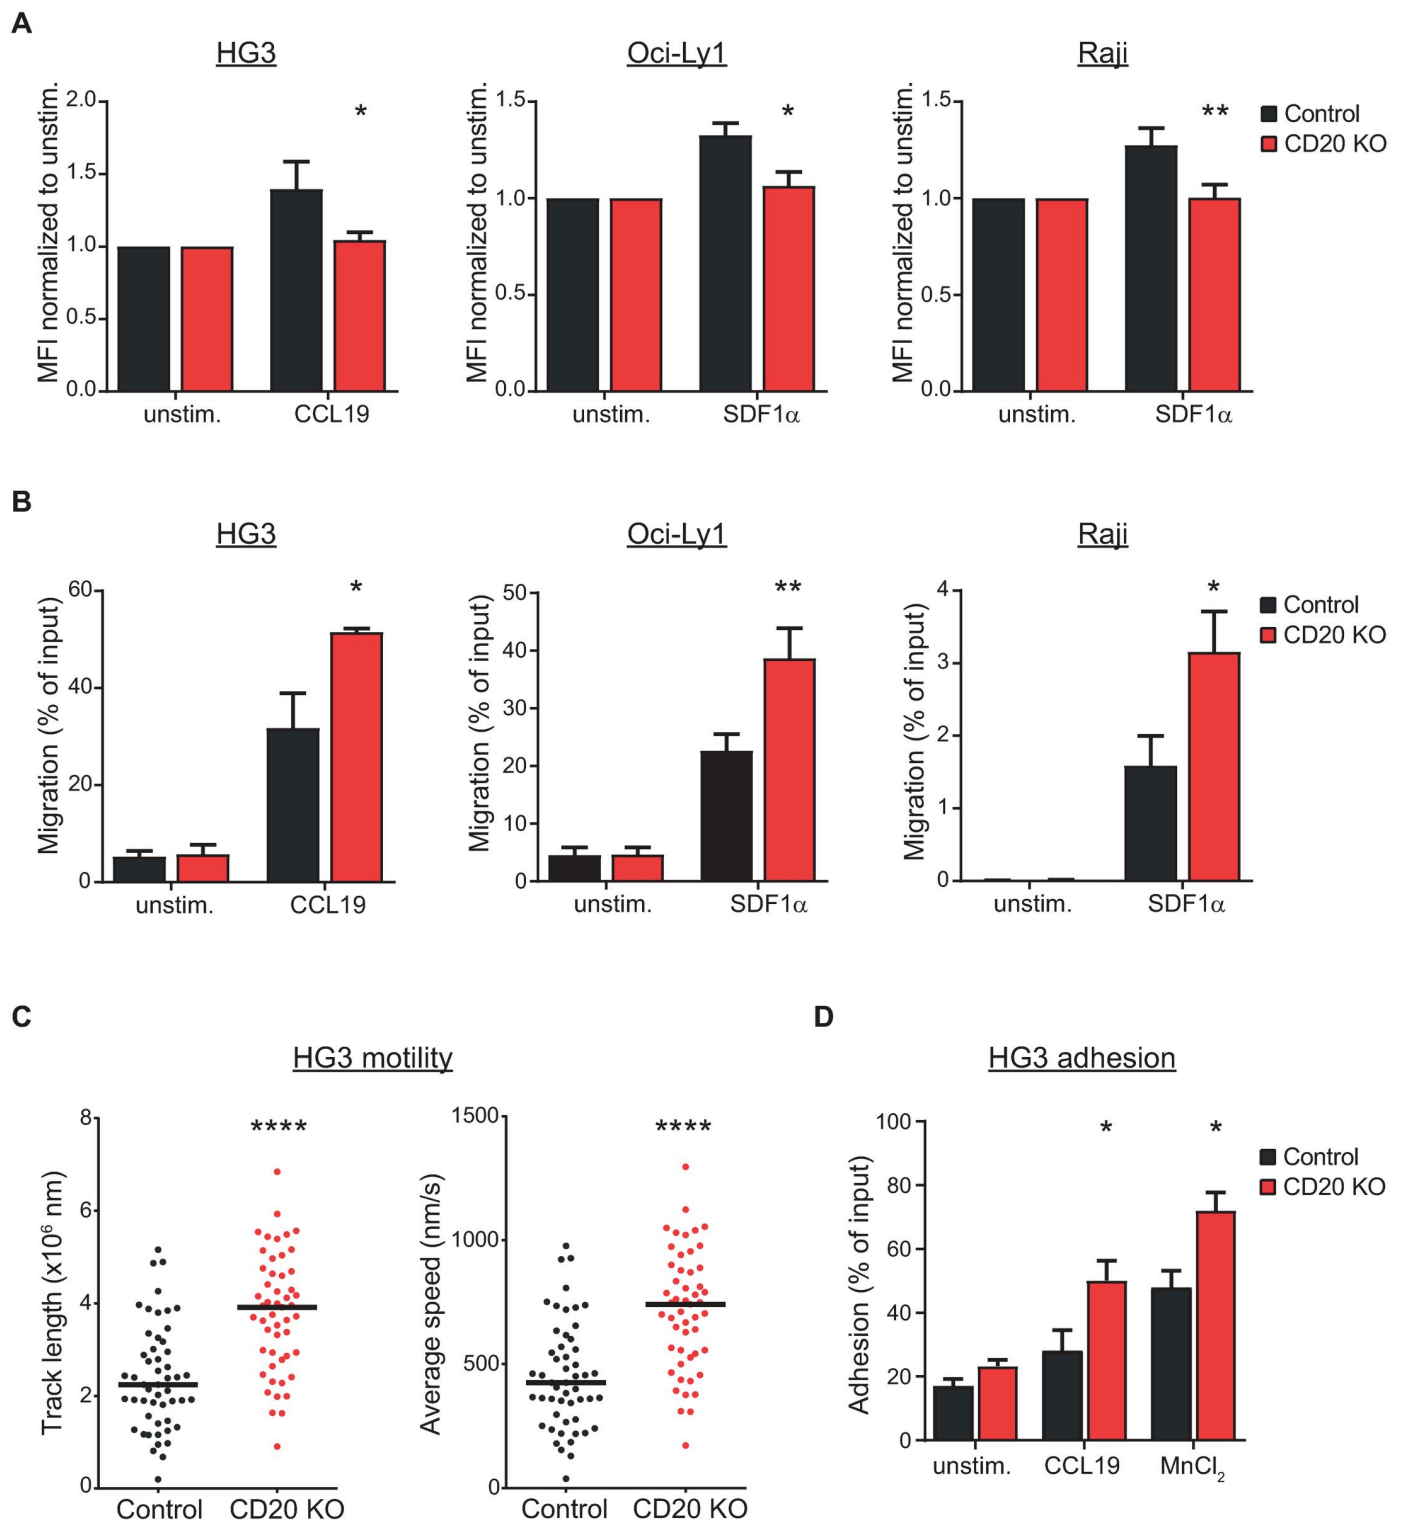 A
HG3
Oci-Ly1
Raji
MFI normalized to unstim.
2.0
1.5
1.0
0.5
0.0
*
unstim.
CCL19
MFI normalized to unstim.
1.5
1.0
0.5
0.0
*
unstim.
SDF1α
MFI normalized to unstim.
1.5
1.0
0.5
0.0
**
unstim.
SDF1α
Control
CD20 KO
B
HG3
Oci-Ly1
Raji
Migration (% of input)
60
40
20
0
*
unstim.
CCL19
Migration (% of input)
50
40
30
20
10
0
**
unstim.
SDF1α
Migration (% of input)
4
3
2
1
0
*
unstim.
SDF1α
Control
CD20 KO
C
HG3 motility
Track length (x10⁶ nm)
8
6
4
2
0
****
Control
CD20 KO
Average speed (nm/s)
1500
1000
500
0
****
Control
CD20 KO
D
HG3 adhesion
Adhesion (% of input)
100
80
60
40
20
0
*
*
unstim.
CCL19
MnCl₂
Control
CD20 KO